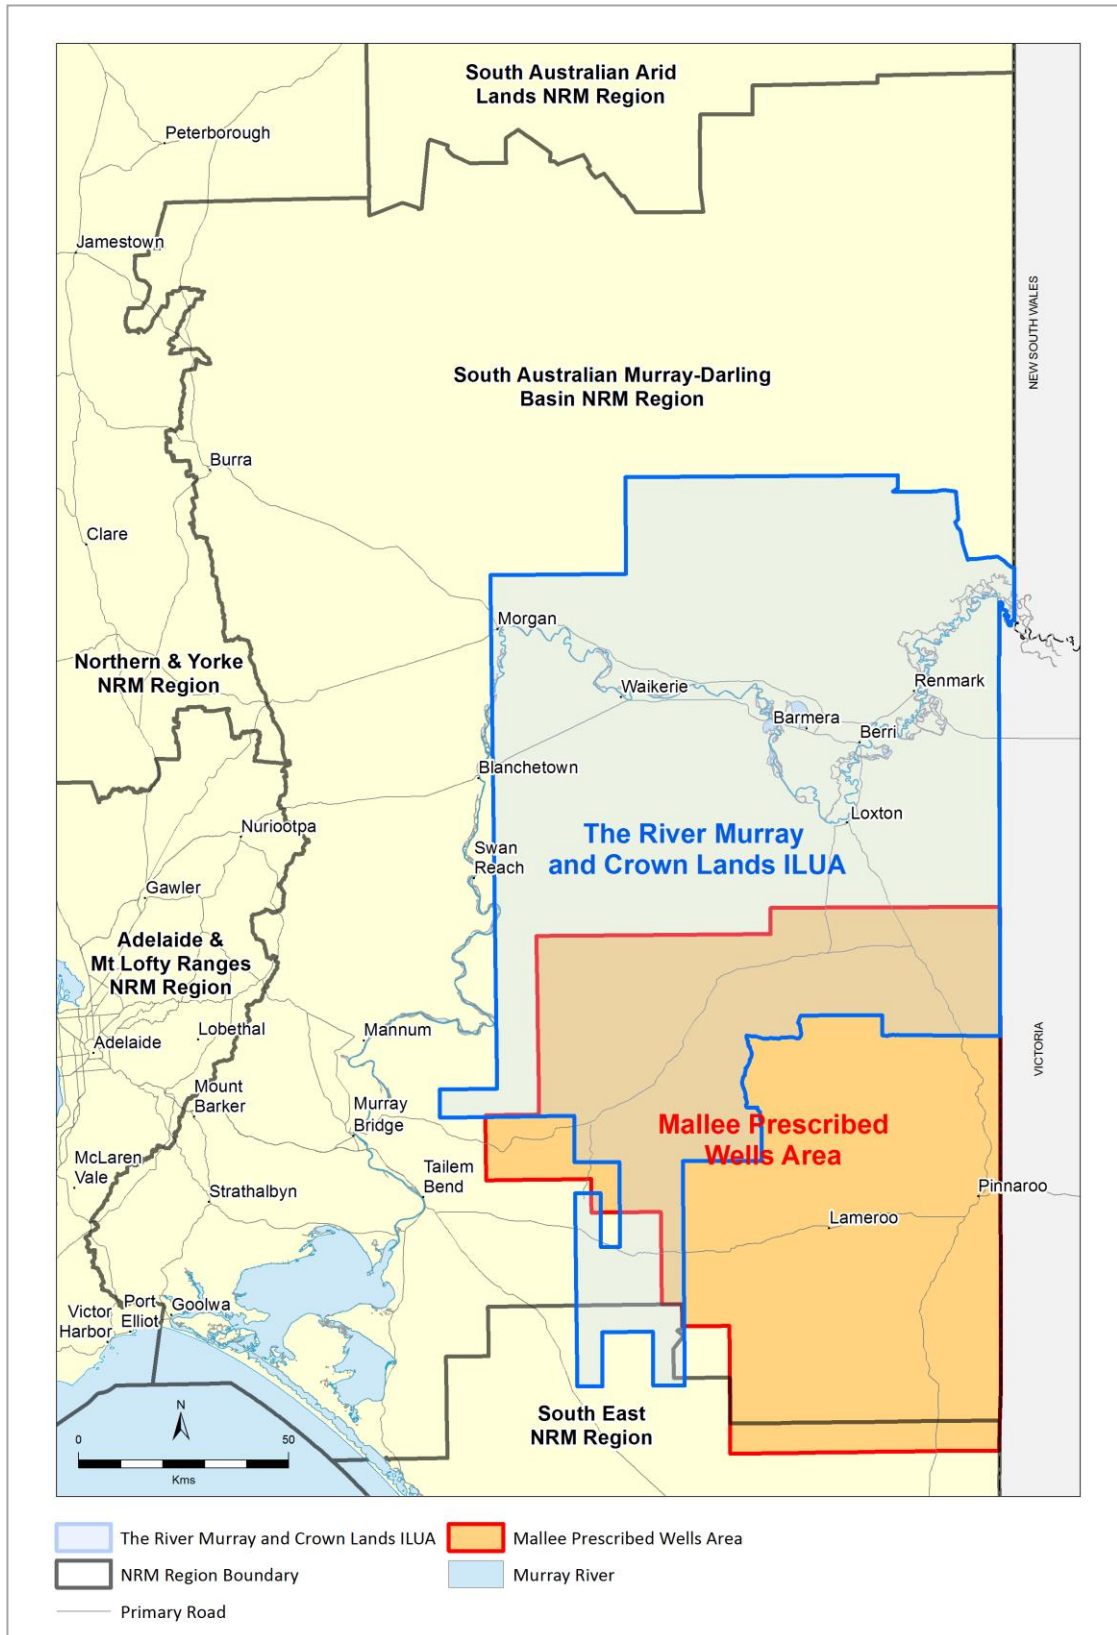 South Australian Arid
Lands NRM Region
Peterborough
Jamestown
NEW SOUTH WALES
South Australian Murray-Darling
Basin NRM Region
Burra
Clare
Morgan
Northern & Yorke
NRM Region
Waikerie
Renmark
Barmera
Berri
Blanchetown
Loxton
Nuriootpa
The River Murray
and Crown Lands ILUA
Swan
Reach
Gawler
Adelaide &
Mt Lofty Ranges
NRM Region
Lobethal
Mannum
Adelaide
VICTORIA
Mount
Barker
Murray
Bridge
Mallee Prescribed
Wells Area
McLaren
Vale
Tailem
Bend
Strathalbyn
Pinnaroo
Lameroo
Victor
Harbor
Port
Elliot
Goolwa
South East
NRM Region
N
0 50
Kms
The River Murray and Crown Lands ILUA
Mallee Prescribed Wells Area
NRM Region Boundary
Murray River
Primary Road